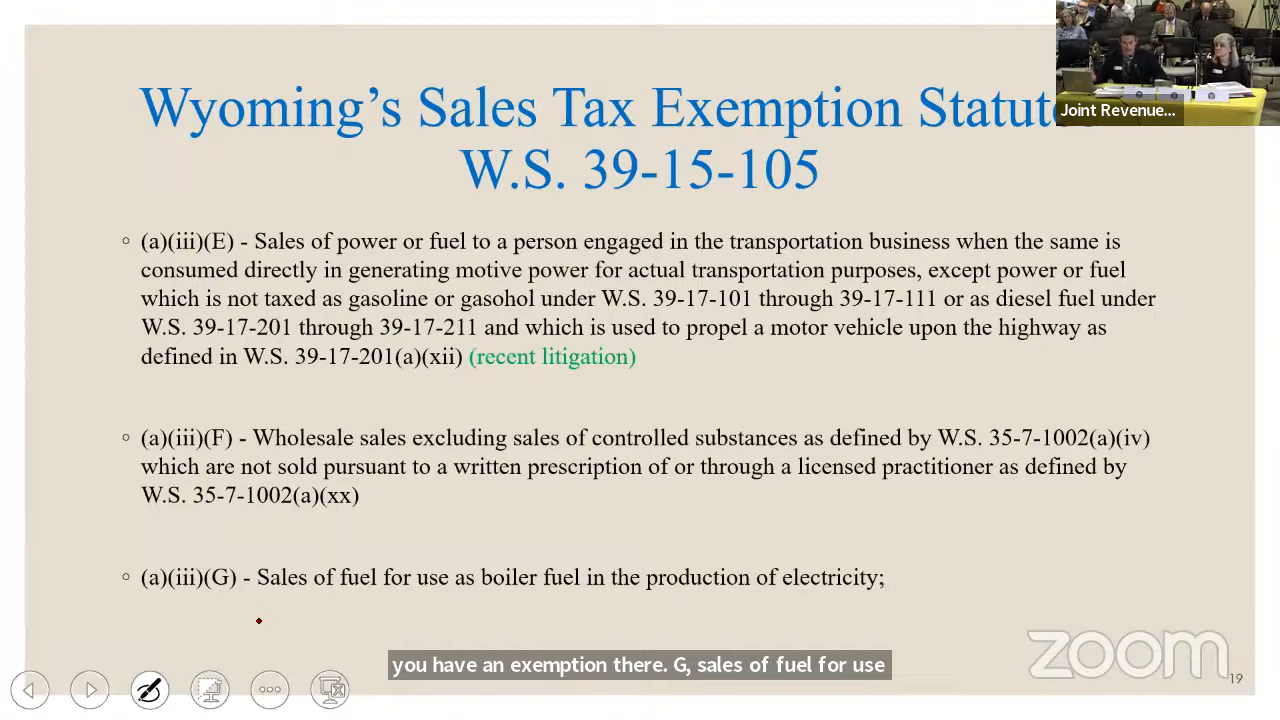 Wyoming's Sales Tax Exemption Statute
W.S. 39-15-105
Joint Revenue...
◦ (a)(iii)(E) - Sales of power or fuel to a person engaged in the transportation business when the same is
consumed directly in generating motive power for actual transportation purposes, except power or fuel
which is not taxed as gasoline or gasohol under W.S. 39-17-101 through 39-17-111 or as diesel fuel under
W.S. 39-17-201 through 39-17-211 and which is used to propel a motor vehicle upon the highway as
defined in W.S. 39-17-201(a)(xii) (recent litigation)
◦ (a)(iii)(F) - Wholesale sales excluding sales of controlled substances as defined by W.S. 35-7-1002(a)(iv)
which are not sold pursuant to a written prescription of or through a licensed practitioner as defined by
W.S. 35-7-1002(a)(xx)
◦ (a)(iii)(G) - Sales of fuel for use as boiler fuel in the production of electricity;
you have an exemption there. G, sales of fuel for use
zoom
19